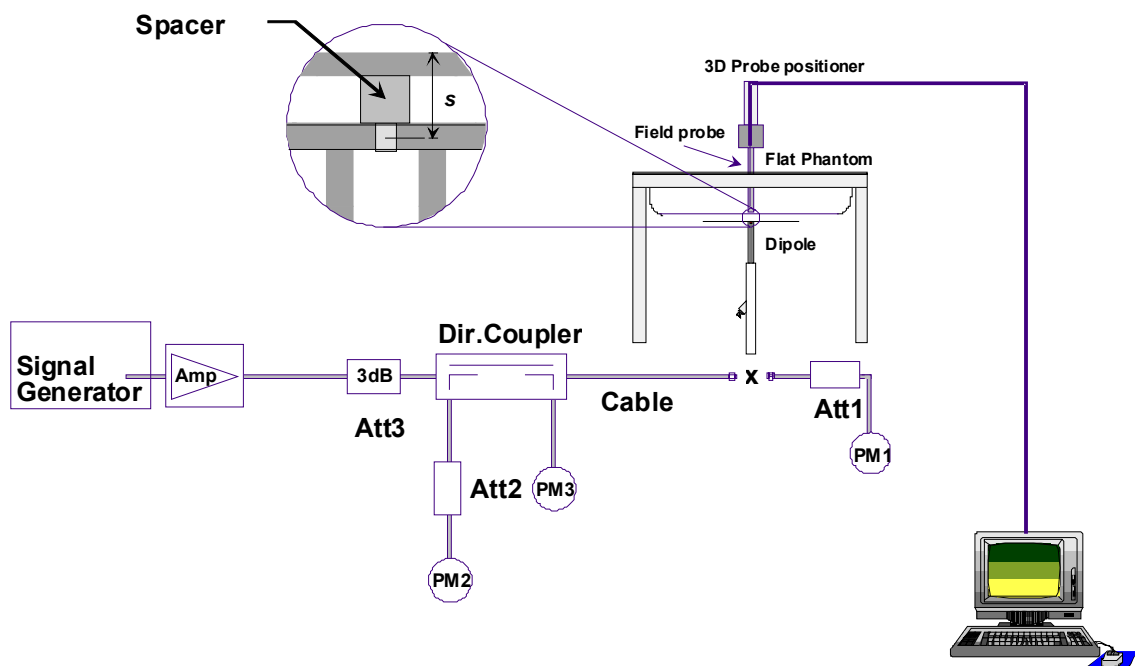 Spacer
s
3D Probe positioner
Field probe
Flat Phantom
Dipole
Dir.Coupler
Signal
Generator
Amp
3dB
Att3
Cable
x
Att1
PM1
Att2
PM3
PM2